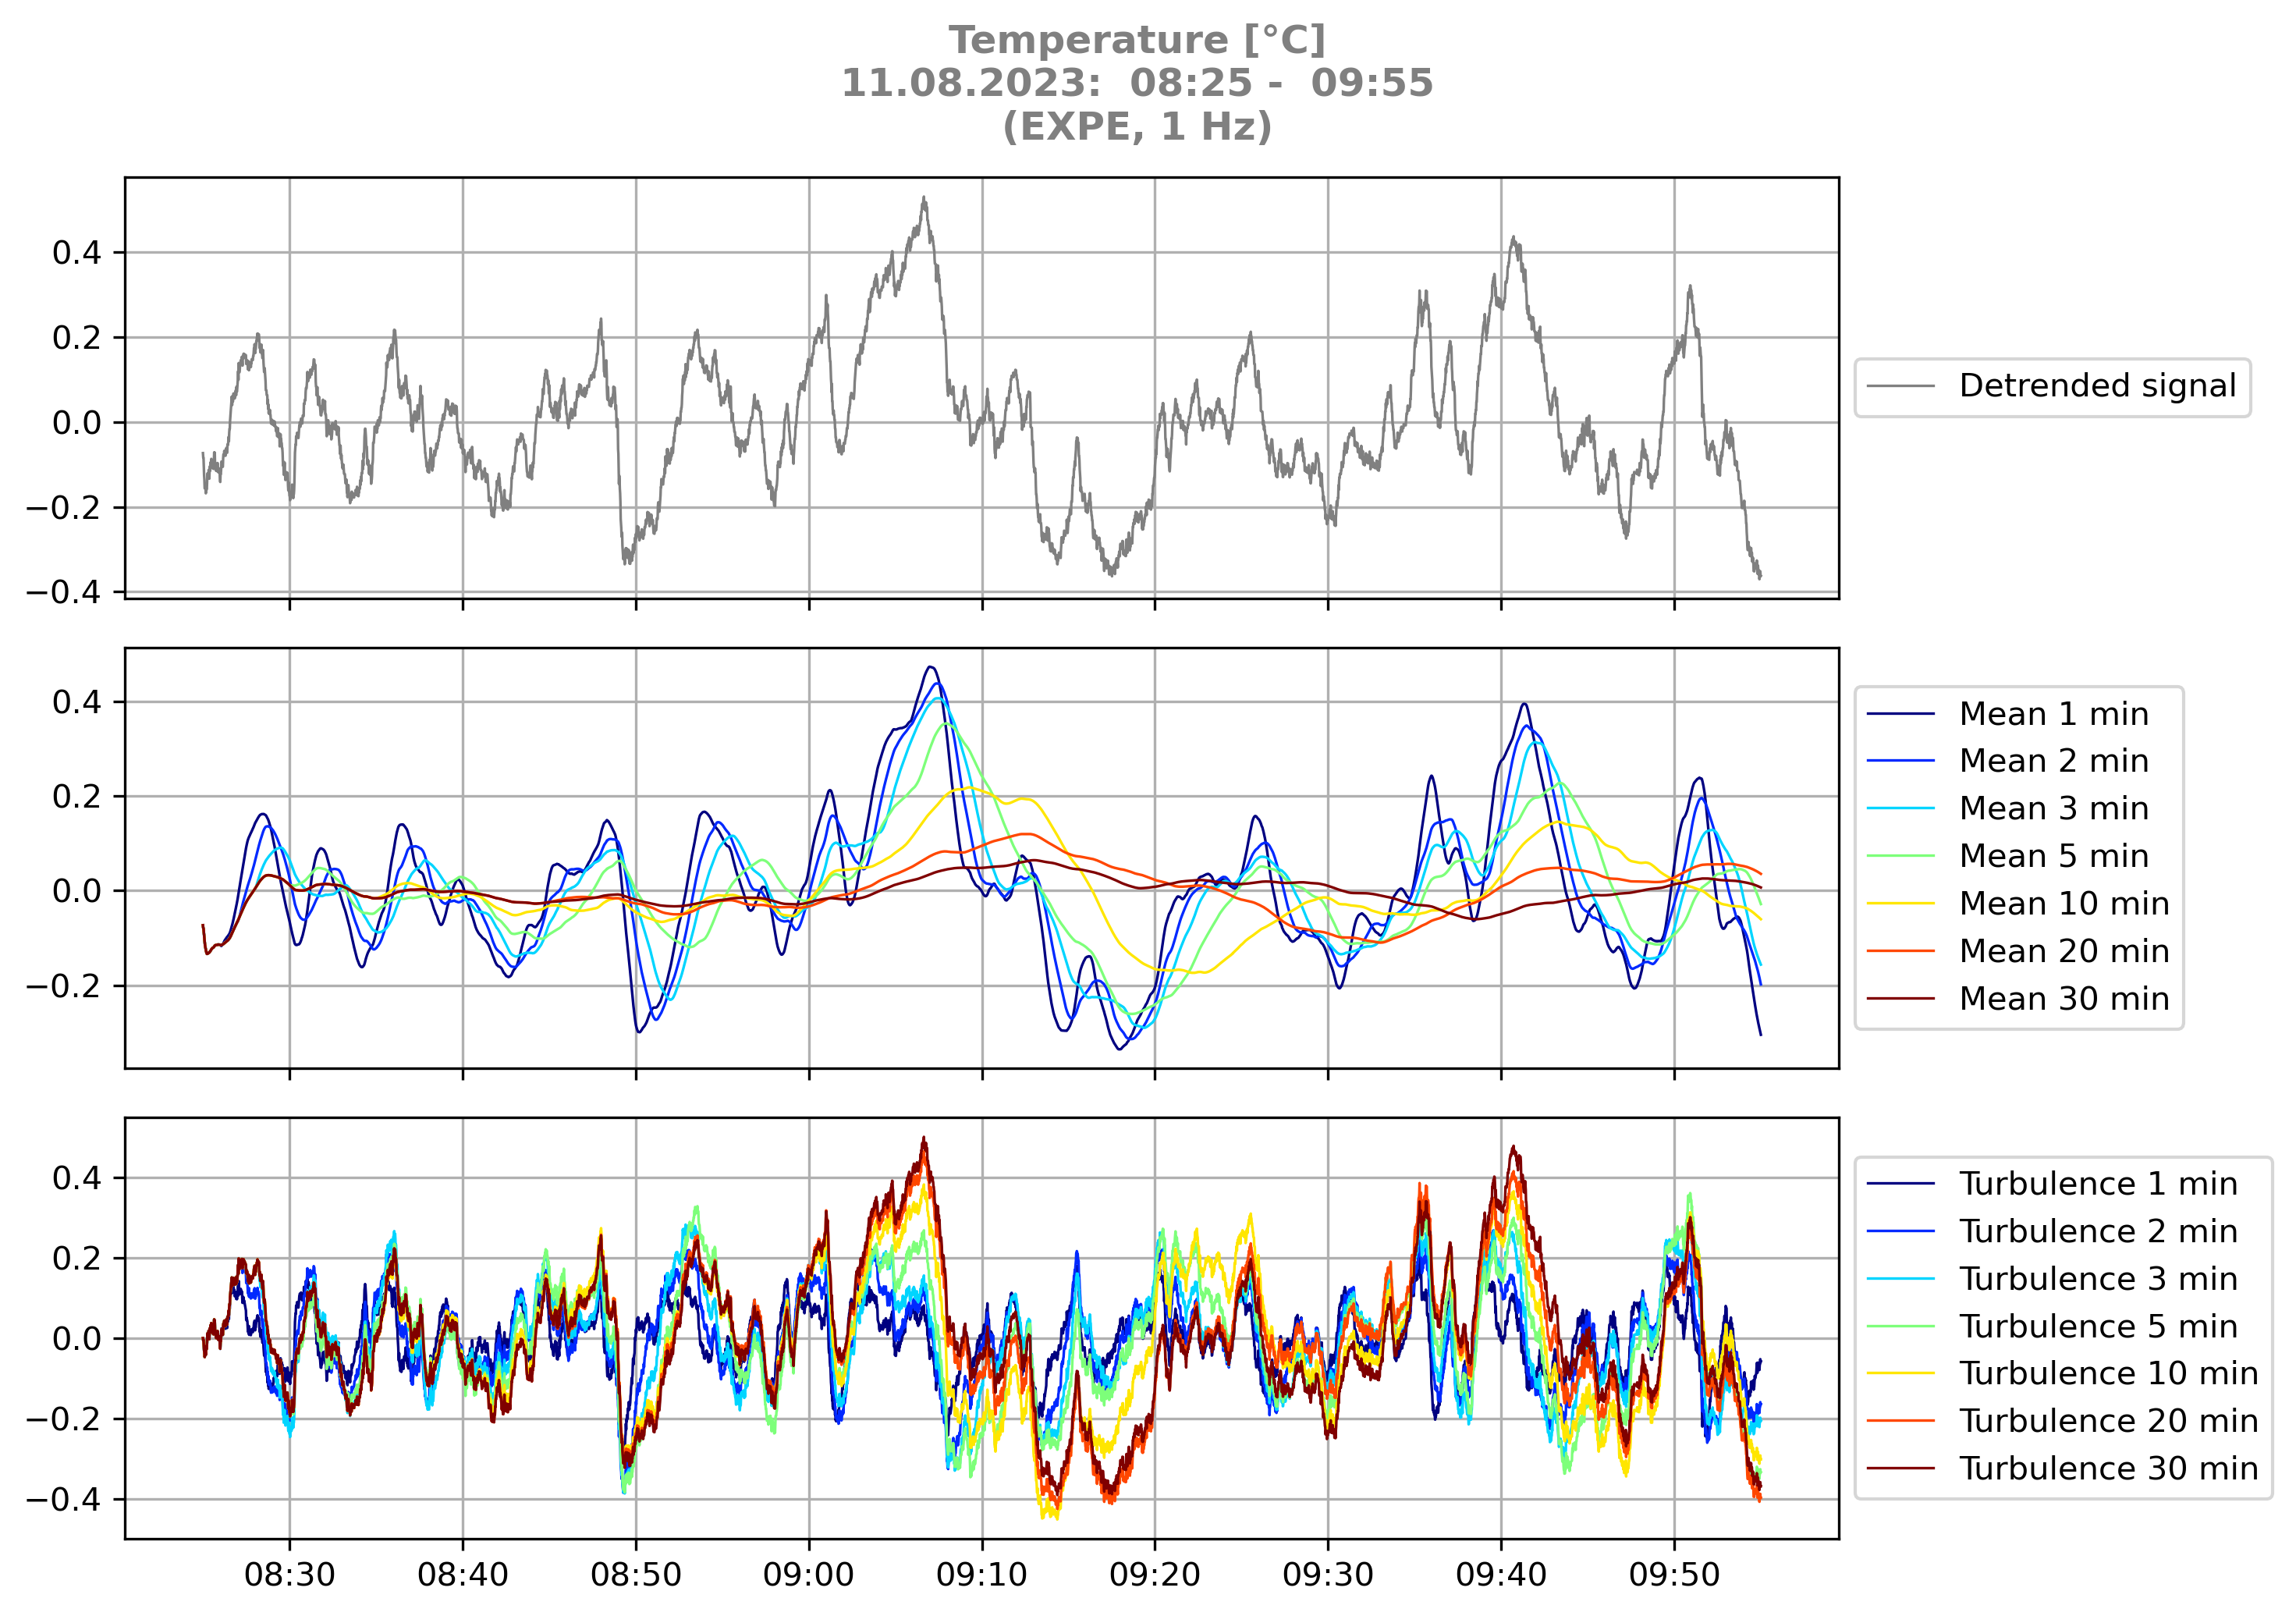 Temperature [°C]
11.08.2023:  08:25 -  09:55
(EXPE, 1 Hz)
0.4
0.2
0.0
−0.2
−0.4
Detrended signal
0.4
0.2
0.0
−0.2
Mean 1 min
Mean 2 min
Mean 3 min
Mean 5 min
Mean 10 min
Mean 20 min
Mean 30 min
0.4
0.2
0.0
−0.2
−0.4
Turbulence 1 min
Turbulence 2 min
Turbulence 3 min
Turbulence 5 min
Turbulence 10 min
Turbulence 20 min
Turbulence 30 min
08:30 08:40 08:50 09:00 09:10 09:20 09:30 09:40 09:50